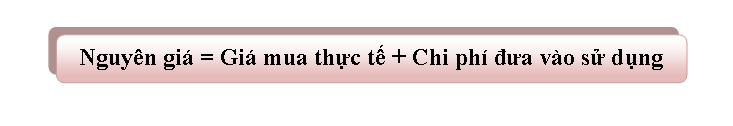 Nguyên giá = Giá mua thực tế + Chi phí đưa vào sử dụng